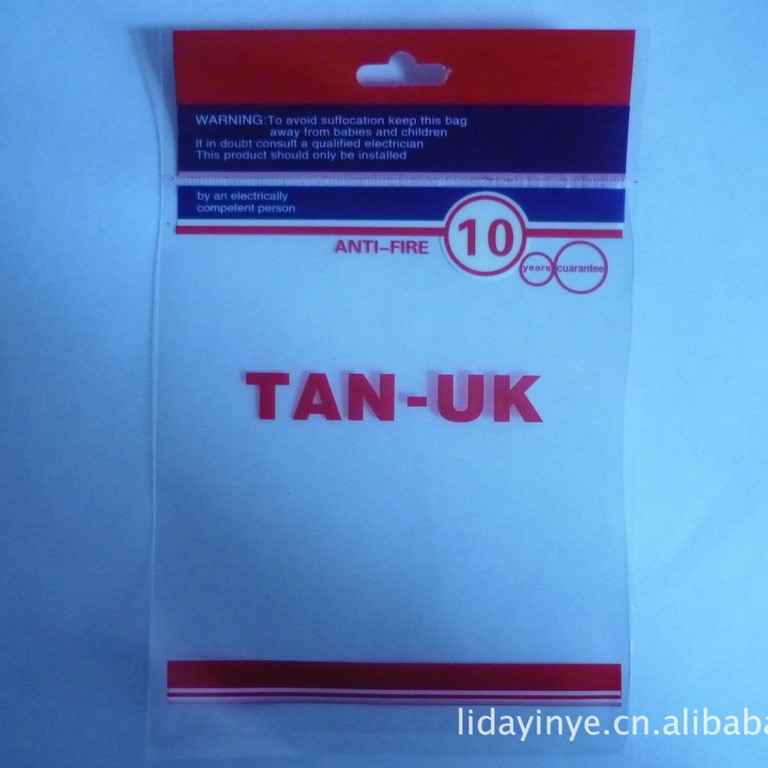 WARNING:To avoid suffocation keep this bag
away from babies and children
If in doubt consult a qualified electrician
This product should only be installed
by an electrically
competent person
ANTI-FIRE
10
years
cuarantee
TAN-UK
lidayinye.cn.alibaba